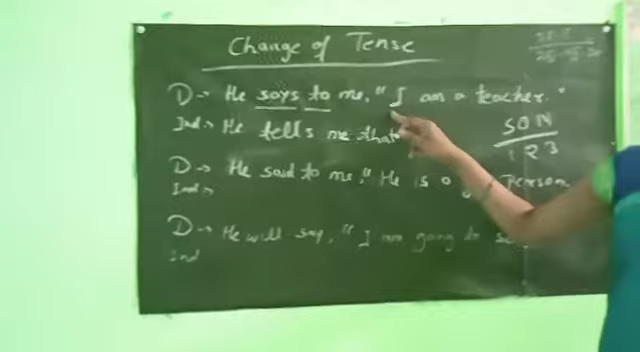 Change of Tense
D → He says to me, "I am a teacher."
Ind → He tells me that
SON
1 2 3
D → He said to me, "He is a Person
Ind →
D → He will say, "I am going to
Ind